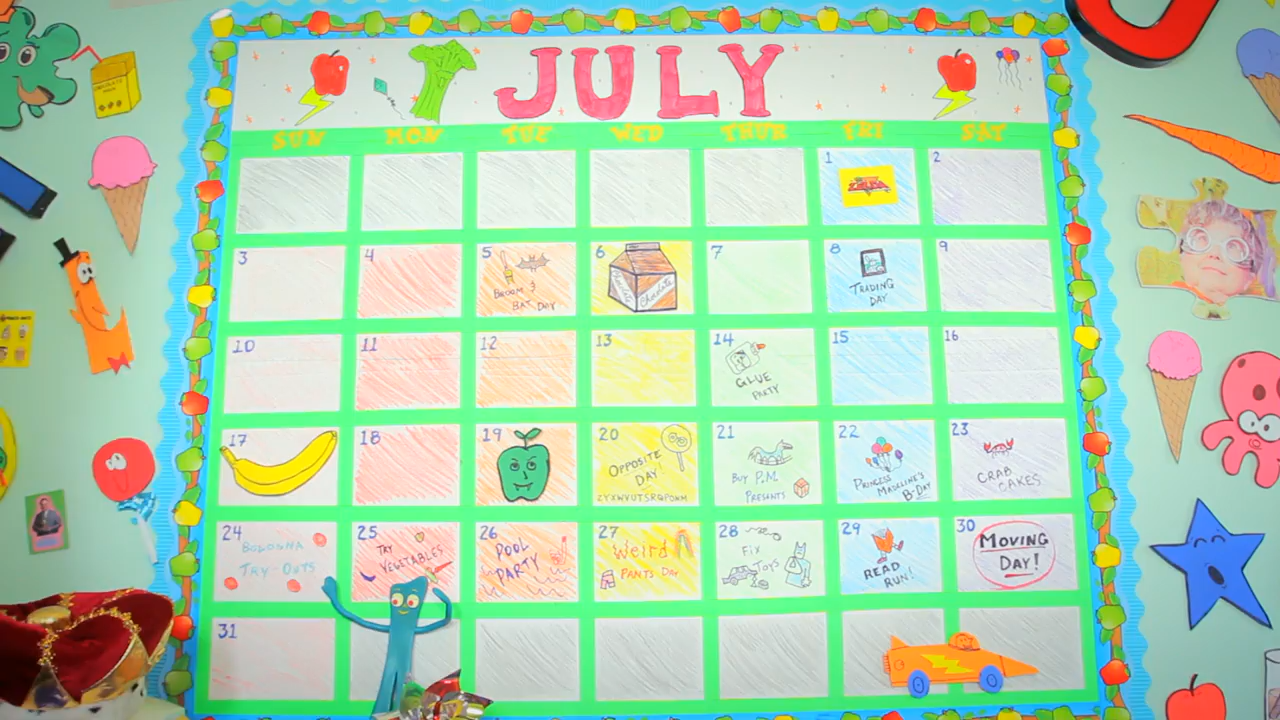 JULY
SUN MON TUE WED THUR FRI SAT
1 2
ZELDA
3 4 5 6 7 8 9
BROOM &
BAT DAY
Chocolate
TRADING
DAY
10 11 12 13 14 15 16
GLUE
PARTY
17 18 19 20 21 22 23
OPPOSITE
DAY!
ZYXWVUTSRQPONM
BUY P.M.
PRESENTS
PRINCESS
MADELINE'S
B-DAY
CRAB
CAKES
24 25 26 27 28 29 30
BOLOGNA
TRY-OUTS
TRY
VEGETABLES
POOL
PARTY
Weird
PANTS DAY
FIX
TOYS
READ
RUN!
MOVING
DAY!
31